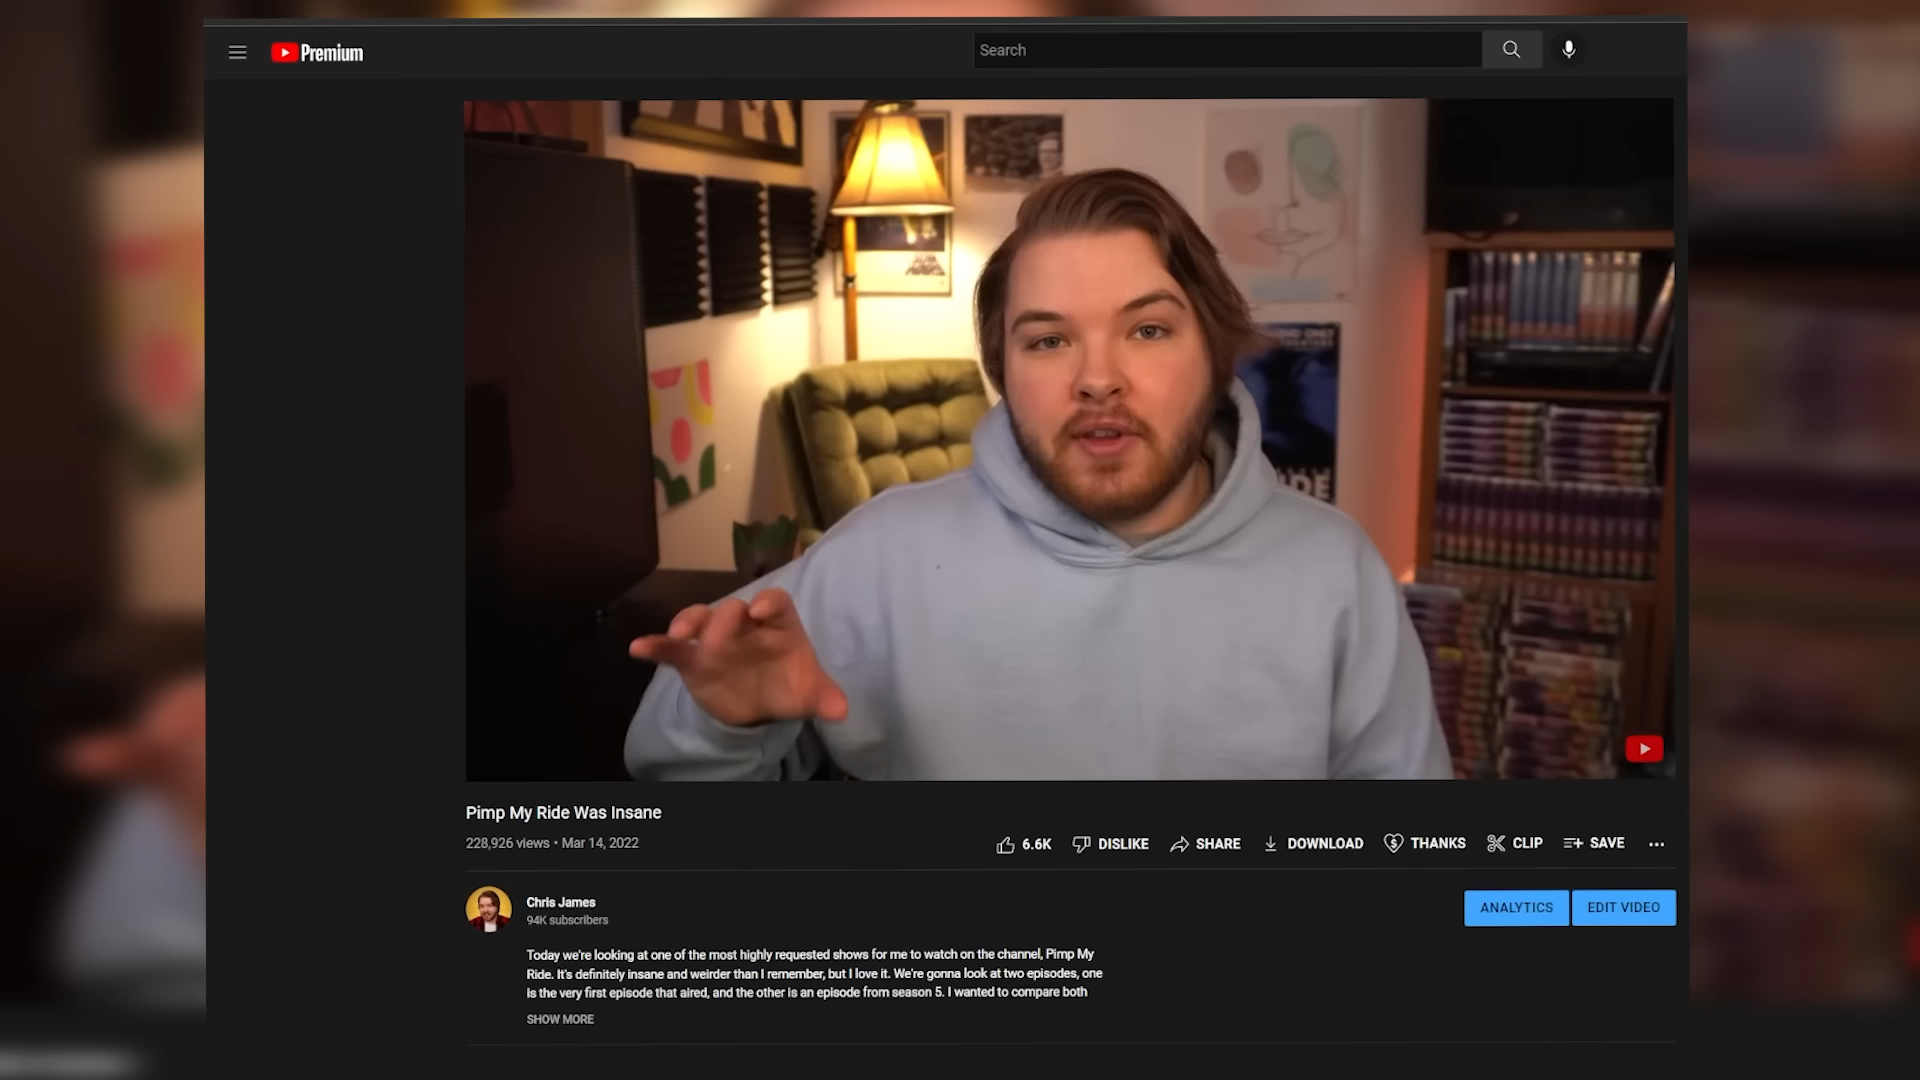 Premium
Search
Pimp My Ride Was Insane
228,926 views • Mar 14, 2022
6.6K
DISLIKE
SHARE
DOWNLOAD
THANKS
CLIP
SAVE
Chris James
94K subscribers
ANALYTICS
EDIT VIDEO
Today we're looking at one of the most highly requested shows for me to watch on the channel, Pimp My
Ride. It's definitely insane and weirder than I remember, but I love it. We're gonna look at two episodes, one
is the very first episode that aired, and the other is an episode from season 5. I wanted to compare both
SHOW MORE